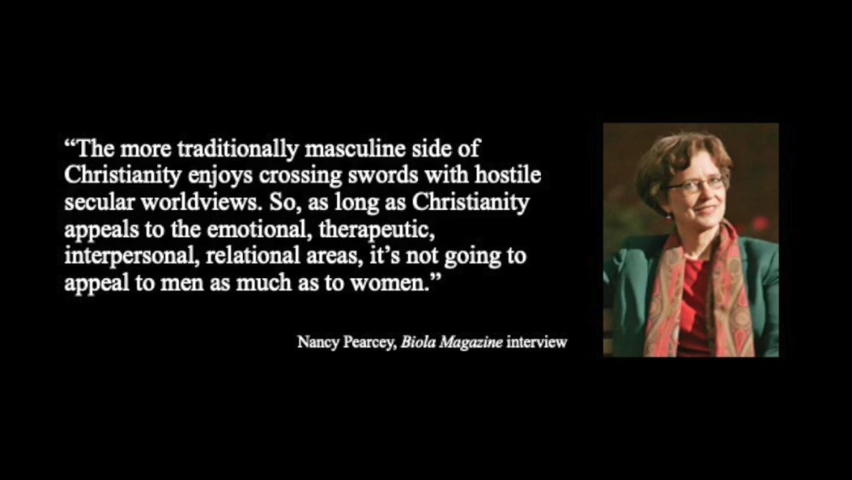 “The more traditionally masculine side of
Christianity enjoys crossing swords with hostile
secular worldviews. So, as long as Christianity
appeals to the emotional, therapeutic,
interpersonal, relational areas, it’s not going to
appeal to men as much as to women.”
Nancy Pearcey, Biola Magazine interview